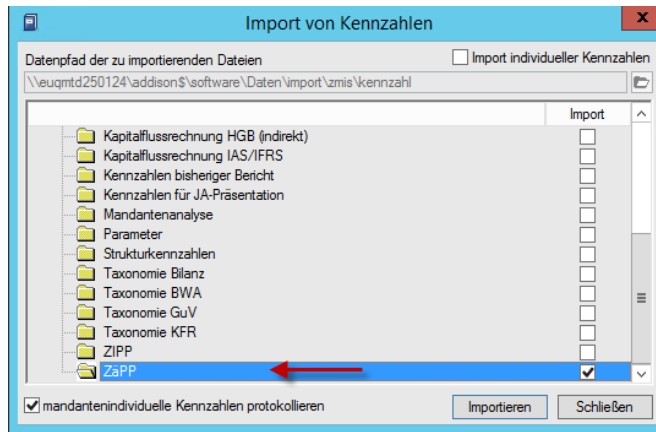 Import von Kennzahlen
x
Datenpfad der zu importierenden Dateien
Import individueller Kennzahlen
\\euqmtd250124\addison$\software\Daten\import\zmis\kennzahl
Import
Kapitalflussrechnung HGB (indirekt)
Kapitalflussrechnung IAS/IFRS
Kennzahlen bisheriger Bericht
Kennzahlen für JA-Präsentation
Mandantenanalyse
Parameter
Strukturkennzahlen
Taxonomie Bilanz
Taxonomie BWA
Taxonomie GuV
Taxonomie KFR
ZIPP
ZäPP
mandantenindividuelle Kennzahlen protokollieren
Importieren
Schließen